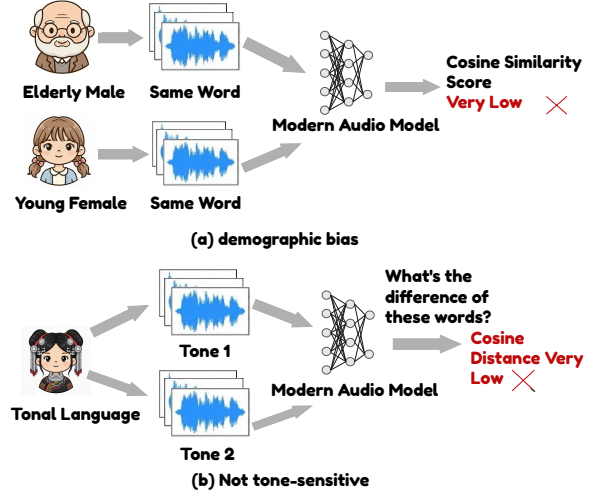 Elderly Male
Same Word
Cosine Similarity
Score
Very Low
Modern Audio Model
Young Female
Same Word
(a) demographic bias
What's the
difference of
these words?
Tone 1
Cosine
Distance Very
Low
Modern Audio Model
Tonal Language
Tone 2
(b) Not tone-sensitive